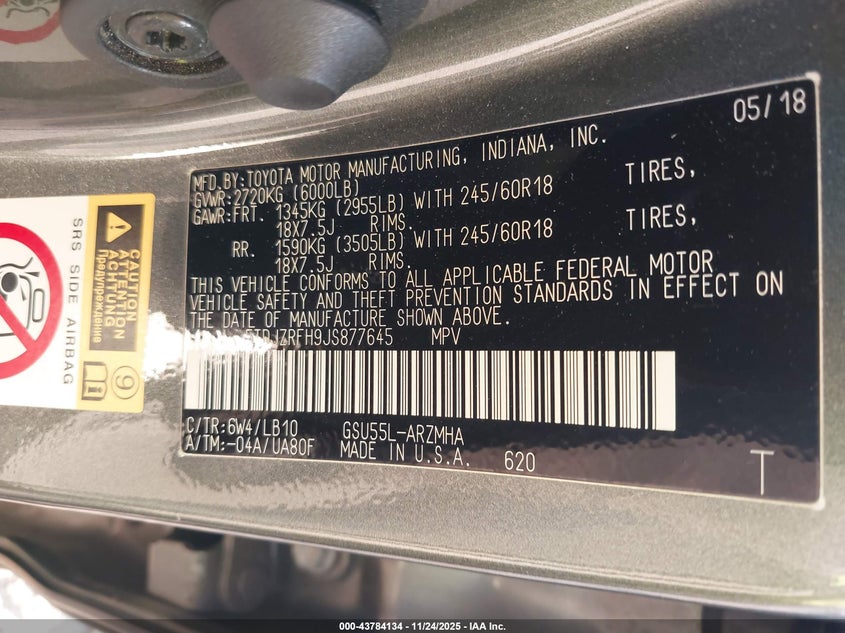 05/18
MFD.BY:TOYOTA MOTOR MANUFACTURING, INDIANA, INC.
GVWR:2720KG (6000LB)
GAWR:FRT. 1345KG (2955LB) WITH 245/60R18 TIRES,
18X7.5J RIMS.
RR. 1590KG (3505LB) WITH 245/60R18 TIRES,
18X7.5J RIMS.
THIS VEHICLE CONFORMS TO ALL APPLICABLE FEDERAL MOTOR
VEHICLE SAFETY AND THEFT PREVENTION STANDARDS IN EFFECT ON
THE DATE OF MANUFACTURE SHOWN ABOVE.
MPV
C/TR:6W4/LB10 GSU55L-ARZMHA
A/TM:-04A/UA80F MADE IN U.S.A. 620
T
CAUTION
ATTENTION
ACHTUNG
Предупреждение
SRS SIDE AIRBAG
9
000-43784134 - 11/24/2025 - IAA Inc.